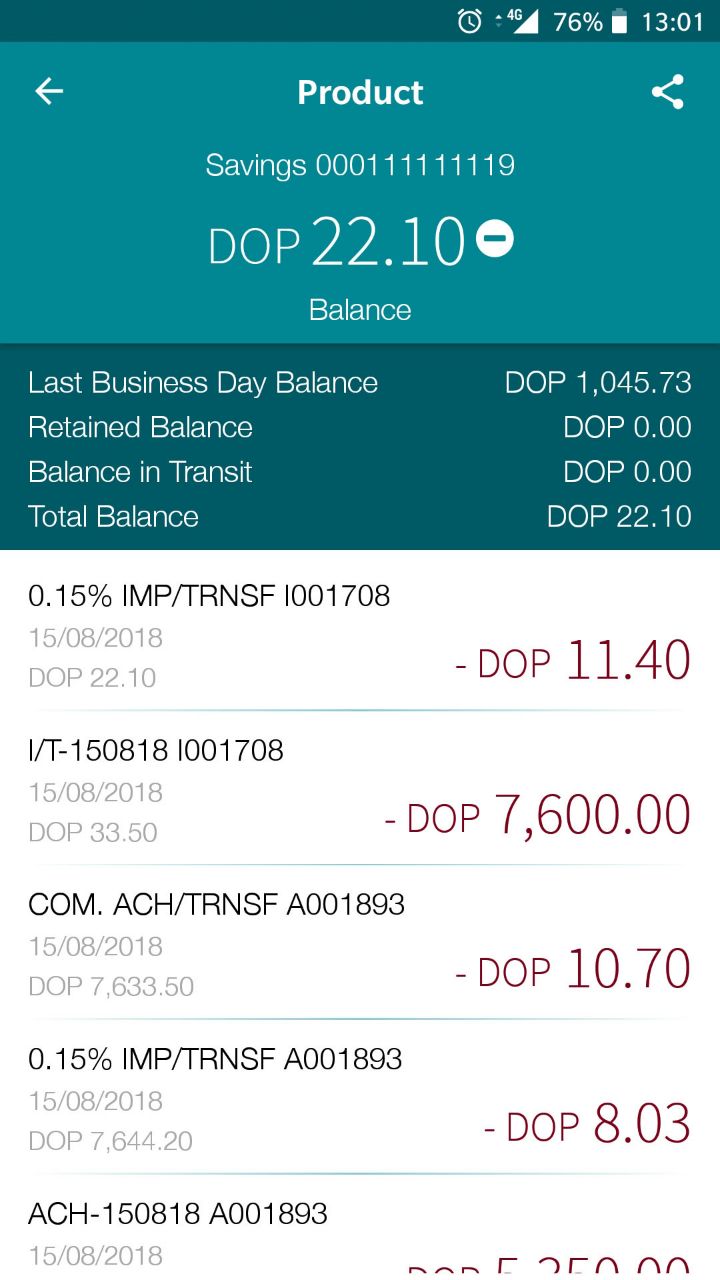 4G 76% 13:01
Product
Savings 000111111119
DOP 22.10
Balance
Last Business Day Balance DOP 1,045.73
Retained Balance DOP 0.00
Balance in Transit DOP 0.00
Total Balance DOP 22.10
0.15% IMP/TRNSF I001708
15/08/2018
DOP 22.10
- DOP 11.40
I/T-150818 I001708
15/08/2018
DOP 33.50
- DOP 7,600.00
COM. ACH/TRNSF A001893
15/08/2018
DOP 7,633.50
- DOP 10.70
0.15% IMP/TRNSF A001893
15/08/2018
DOP 7,644.20
- DOP 8.03
ACH-150818 A001893
15/08/2018
DOP